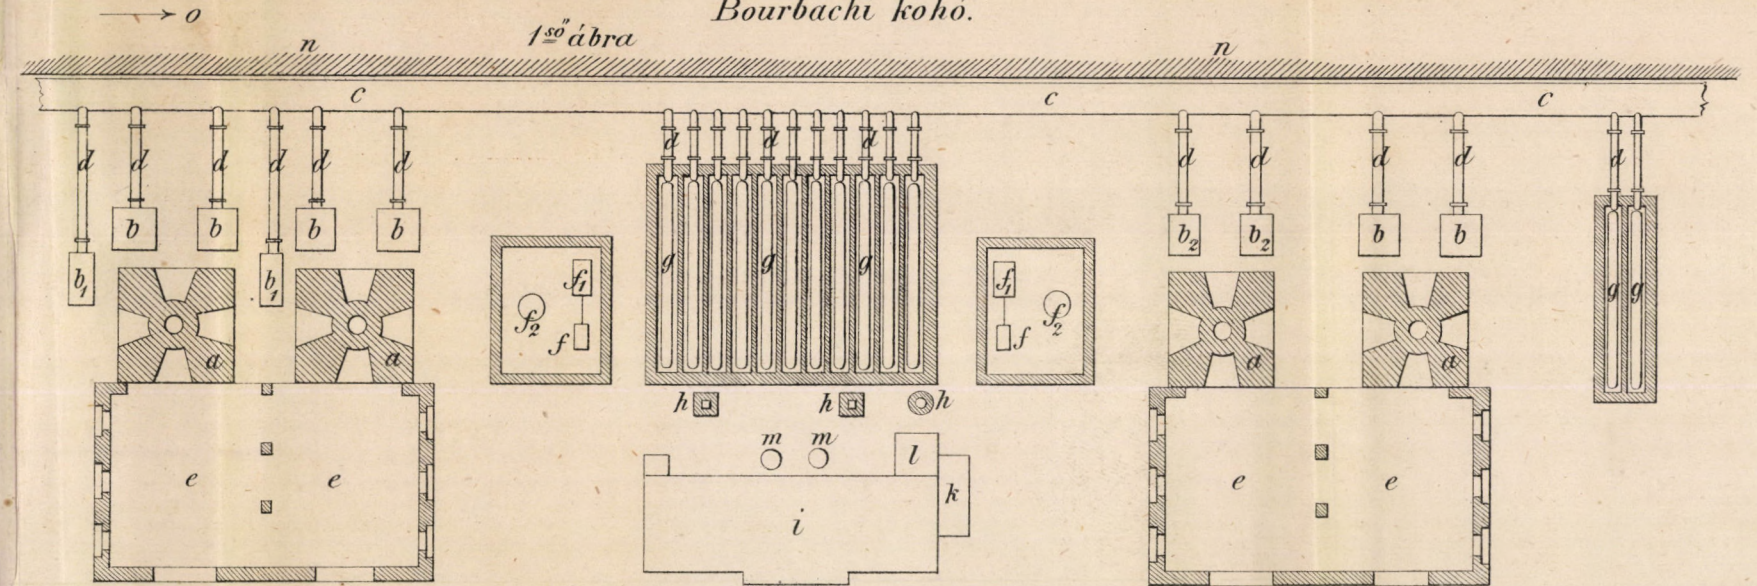 o
Bourbachi kohó.
1ső ábra
n n
c c c
d d d d d d d d d d d d d d
b b b b b2 b2 b b
b1 b1
g g g g g
f1 f2 f f1 f2 f
a a a a
h h h
m m
l
k
e e i e e